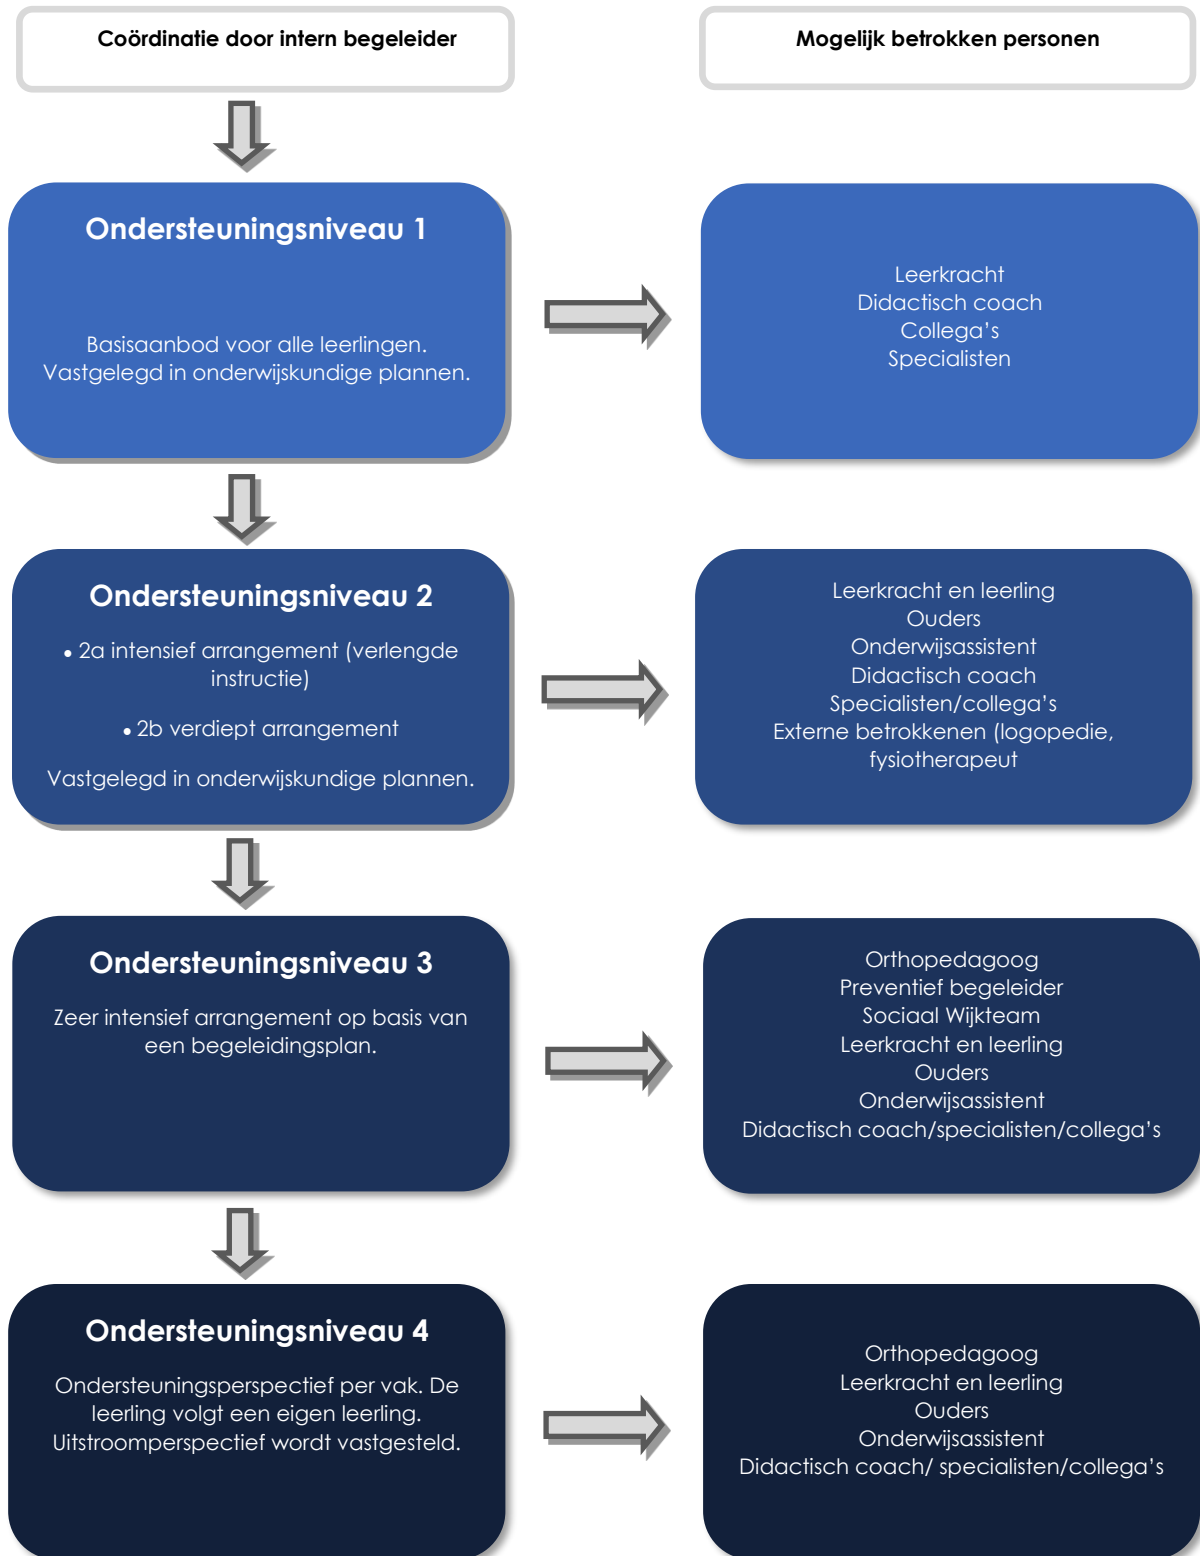 Coördinatie door intern begeleider
Mogelijk betrokken personen
Ondersteuningsniveau 1
Basisaanbod voor alle leerlingen.
Vastgelegd in onderwijskundige plannen.
Leerkracht
Didactisch coach
Collega’s
Specialisten
Ondersteuningsniveau 2
• 2a intensief arrangement (verlengde
instructie)
• 2b verdiept arrangement
Vastgelegd in onderwijskundige plannen.
Leerkracht en leerling
Ouders
Onderwijsassistent
Didactisch coach
Specialisten/collega’s
Externe betrokkenen (logopedie,
fysiotherapeut
Ondersteuningsniveau 3
Zeer intensief arrangement op basis van
een begeleidingsplan.
Orthopedagoog
Preventief begeleider
Sociaal Wijkteam
Leerkracht en leerling
Ouders
Onderwijsassistent
Didactisch coach/specialisten/collega’s
Ondersteuningsniveau 4
Ondersteuningsperspectief per vak. De
leerling volgt een eigen leerling.
Uitstroomperspectief wordt vastgesteld.
Orthopedagoog
Leerkracht en leerling
Ouders
Onderwijsassistent
Didactisch coach/ specialisten/collega’s